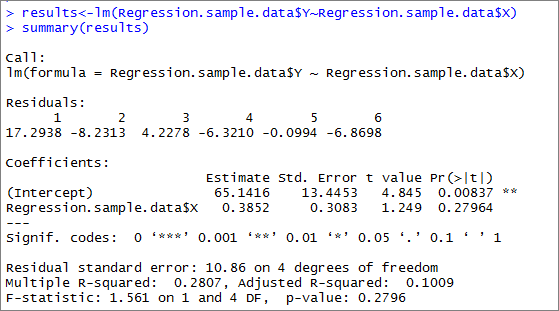 > results<-lm(Regression.sample.data$Y~Regression.sample.data$X)
> summary(results)
Call:
lm(formula = Regression.sample.data$Y ~ Regression.sample.data$X)
Residuals:
1 2 3 4 5 6
17.2938 -8.2313 4.2278 -6.3210 -0.0994 -6.8698
Coefficients:
Estimate Std. Error t value Pr(>|t|)
(Intercept) 65.1416 13.4453 4.845 0.00837 **
Regression.sample.data$X 0.3852 0.3083 1.249 0.27964
---
Signif. codes: 0 ‘***’ 0.001 ‘**’ 0.01 ‘*’ 0.05 ‘.’ 0.1 ‘ ’ 1
Residual standard error: 10.86 on 4 degrees of freedom
Multiple R-squared: 0.2807, Adjusted R-squared: 0.1009
F-statistic: 1.561 on 1 and 4 DF, p-value: 0.2796